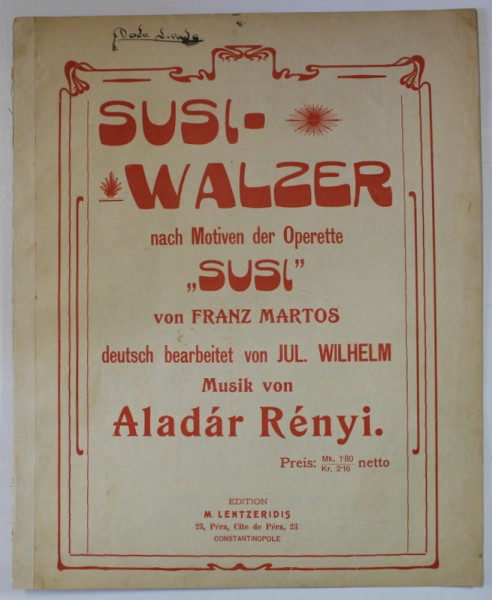 SUSI-
WALZER
nach Motiven der Operette
„SUSI”
von FRANZ MARTOS
deutsch bearbeitet von JUL. WILHELM
Musik von
Aladár Rényi.
Preis: Mk. 1·80 netto
Kr. 2·16
EDITION
M. LENTZERIDIS
23, Péra, Cite de Péra, 23
CONSTANTINOPLE